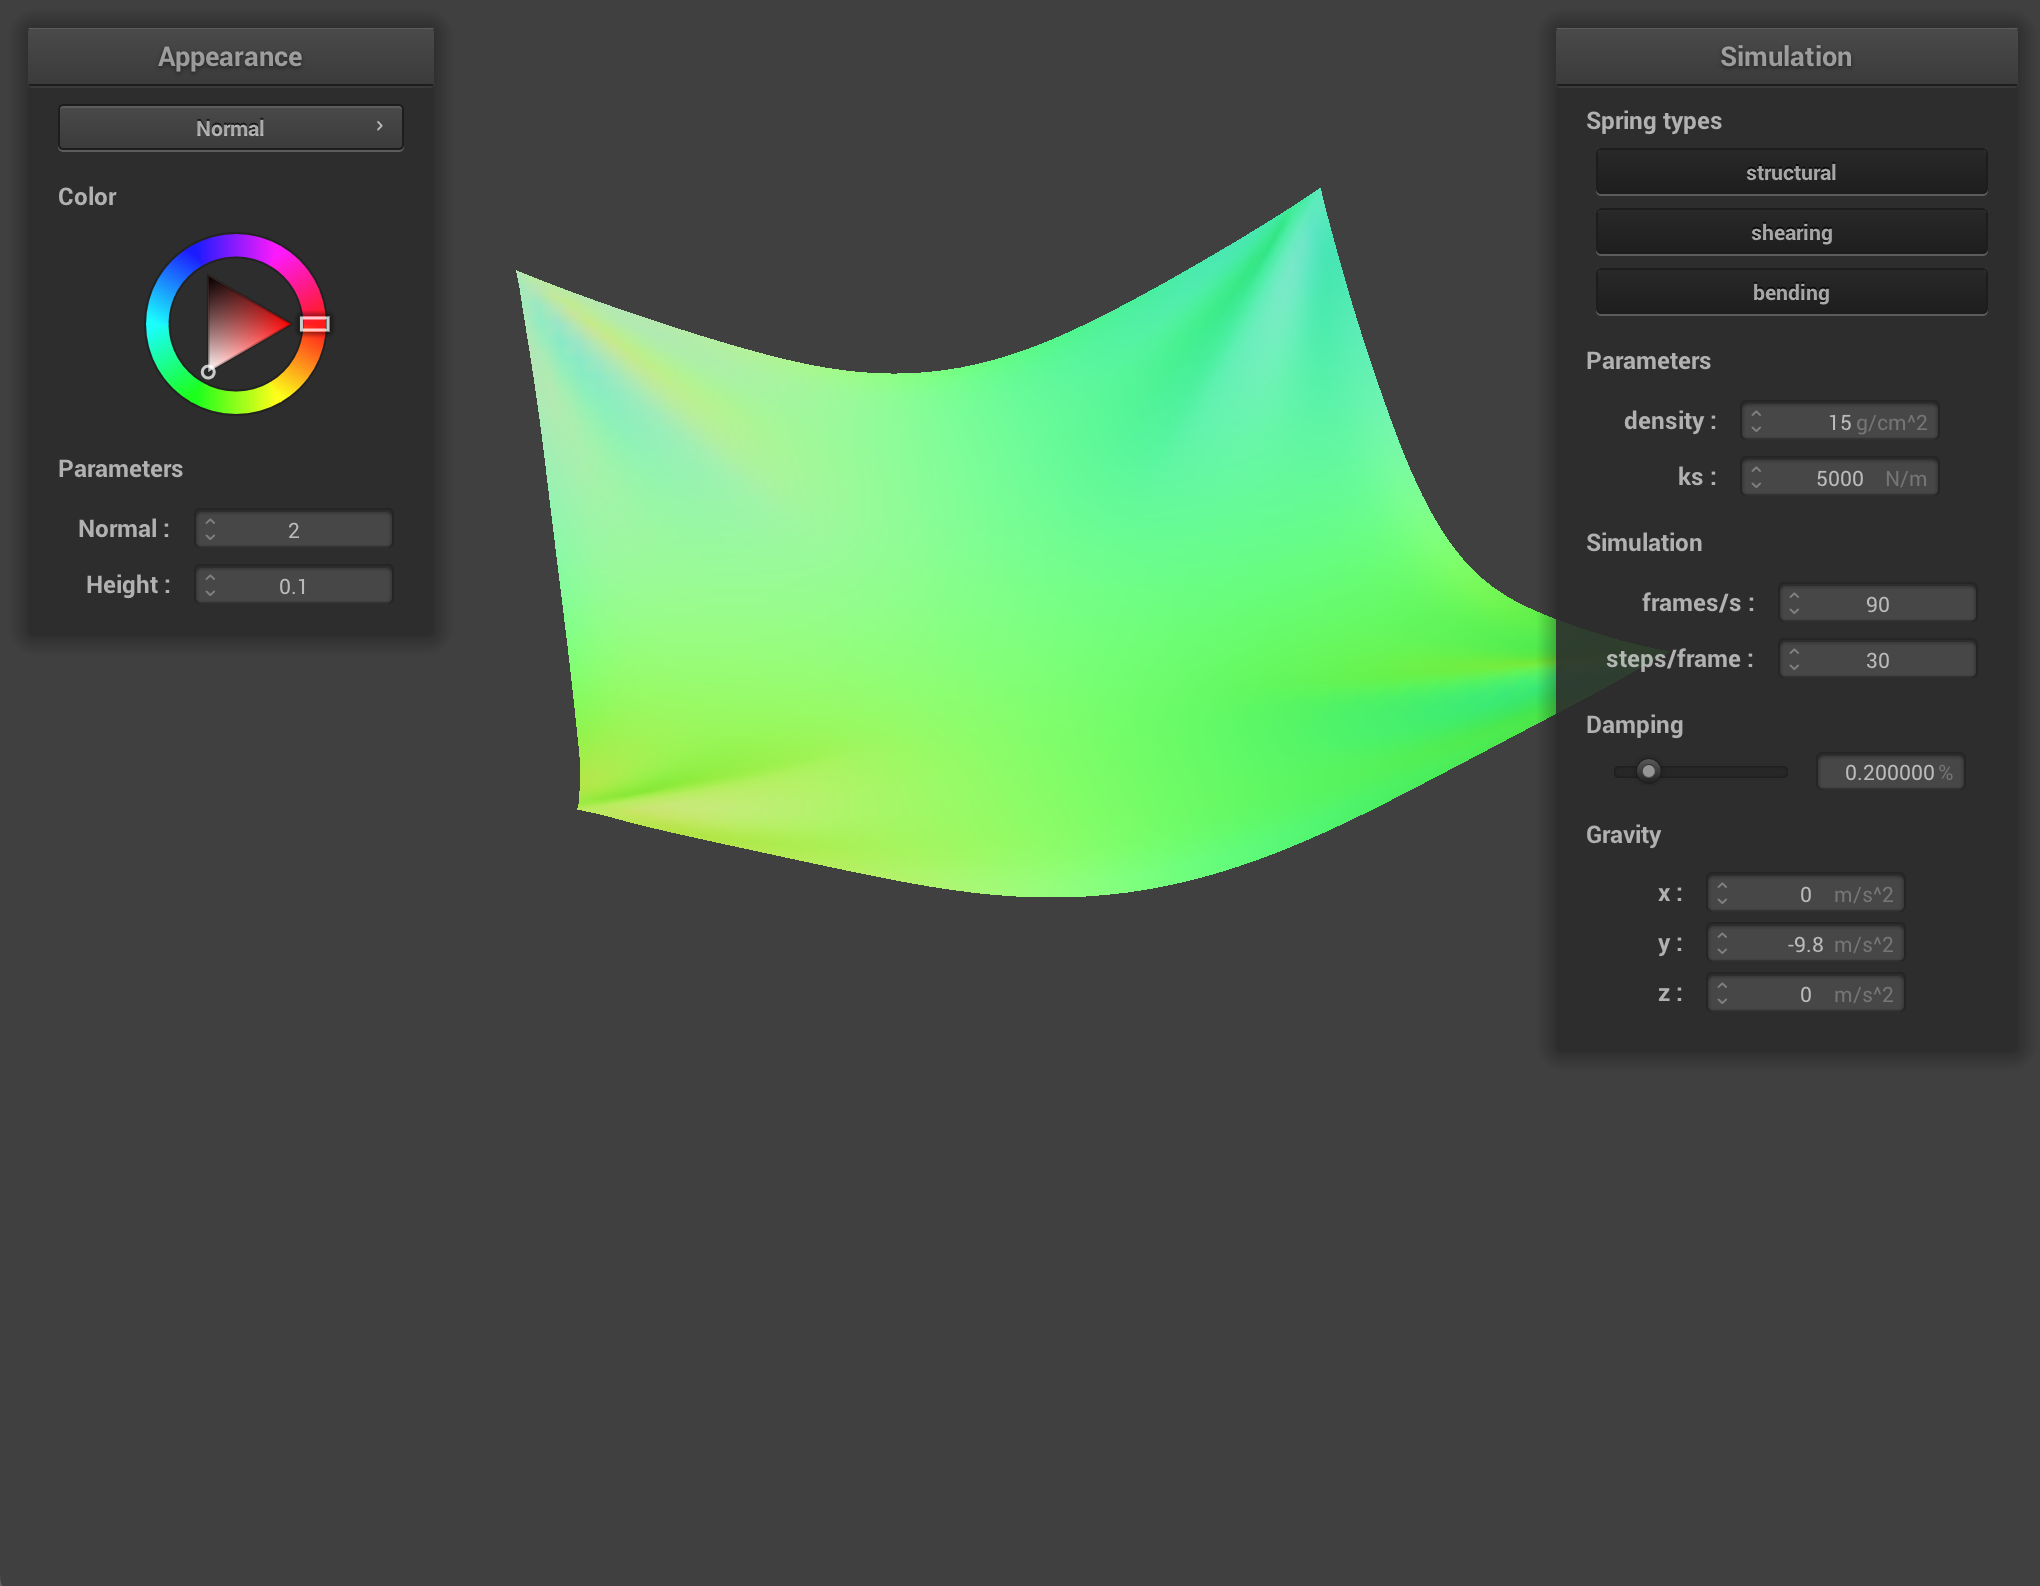 Appearance
Normal
Color
Parameters
Normal : 2
Height : 0.1
Simulation
Spring types
structural
shearing
bending
Parameters
density : 15 g/cm^2
ks : 5000 N/m
Simulation
frames/s : 90
steps/frame : 30
Damping
0.200000 %
Gravity
x : 0 m/s^2
y : -9.8 m/s^2
z : 0 m/s^2